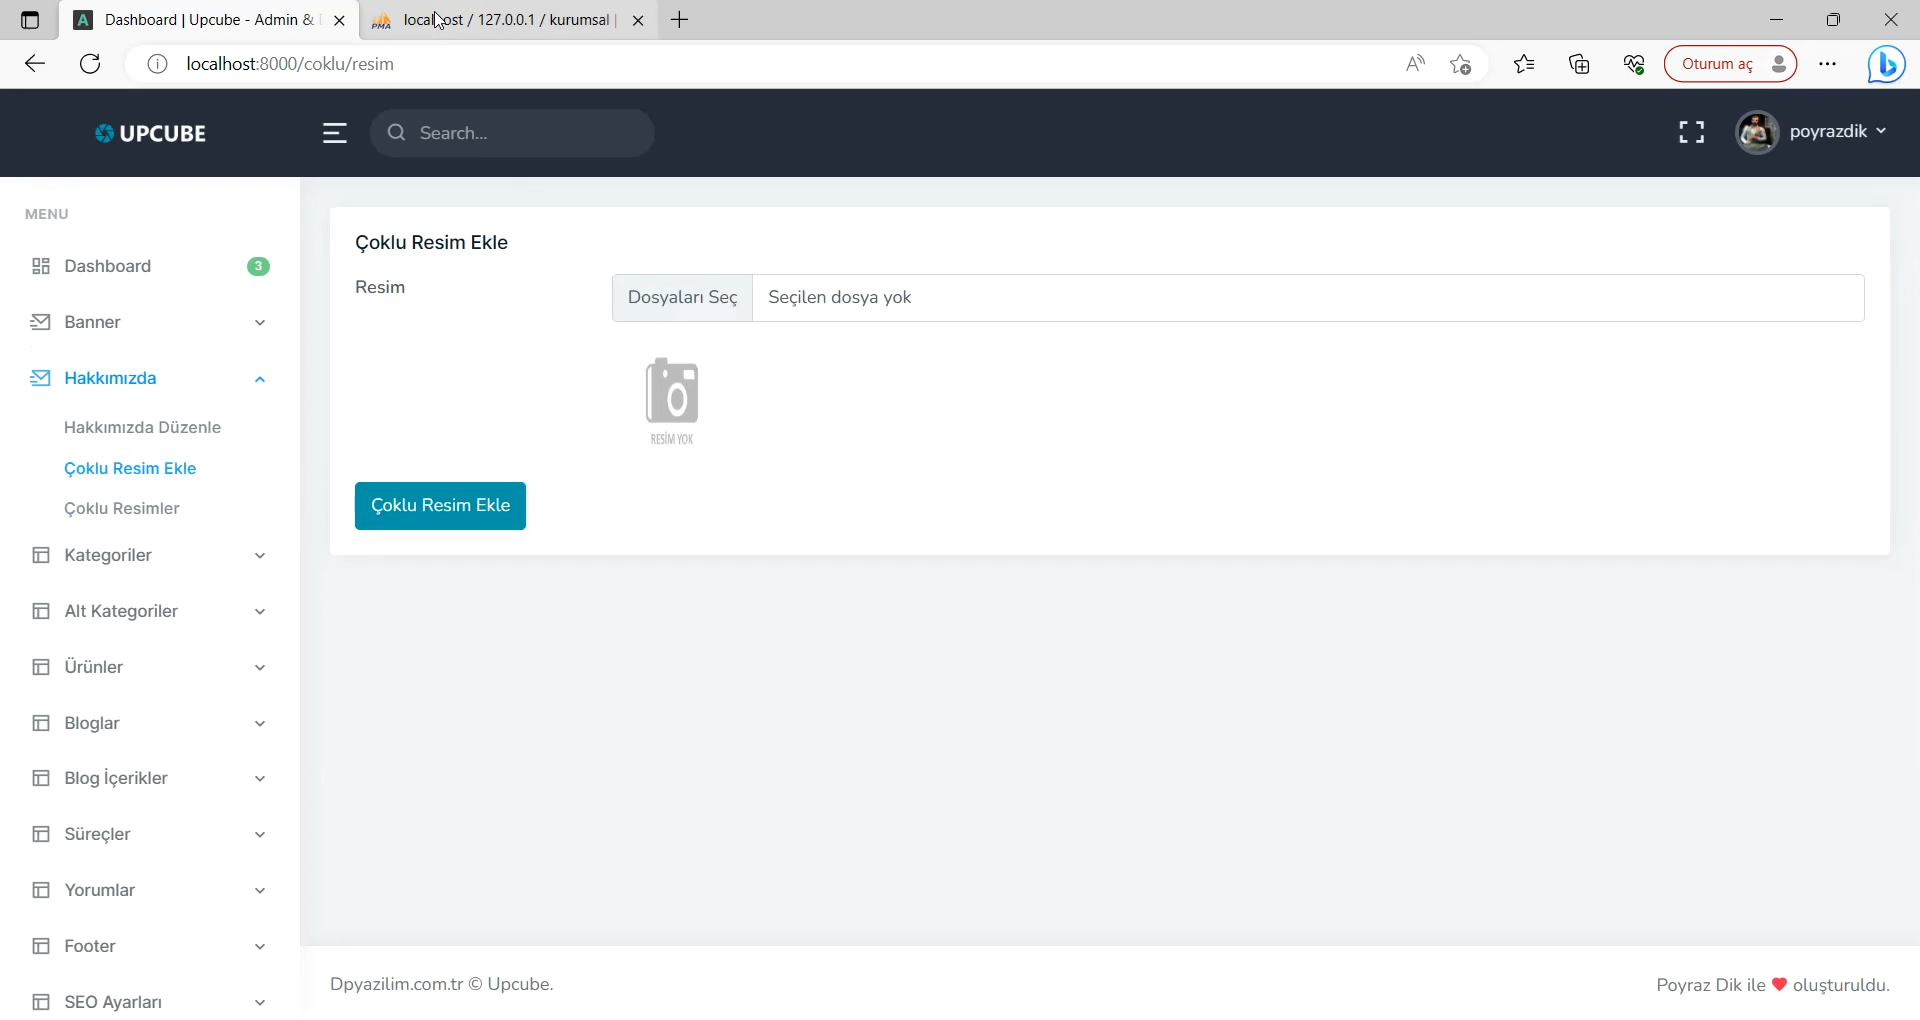 Dashboard | Upcube - Admin &
PMA
localhost / 127.0.0.1 / kurumsal |
localhost:8000/coklu/resim
Oturum aç
UPCUBE
Search...
poyrazdik
MENU
Dashboard
3
Banner
Hakkımızda
Hakkımızda Düzenle
Çoklu Resim Ekle
Çoklu Resimler
Kategoriler
Alt Kategoriler
Ürünler
Bloglar
Blog İçerikler
Süreçler
Yorumlar
Footer
SEO Ayarları
Çoklu Resim Ekle
Resim
Dosyaları Seç
Seçilen dosya yok
RESİM YOK
Çoklu Resim Ekle
Dpyazilim.com.tr © Upcube.
Poyraz Dik ile ❤ oluşturuldu.